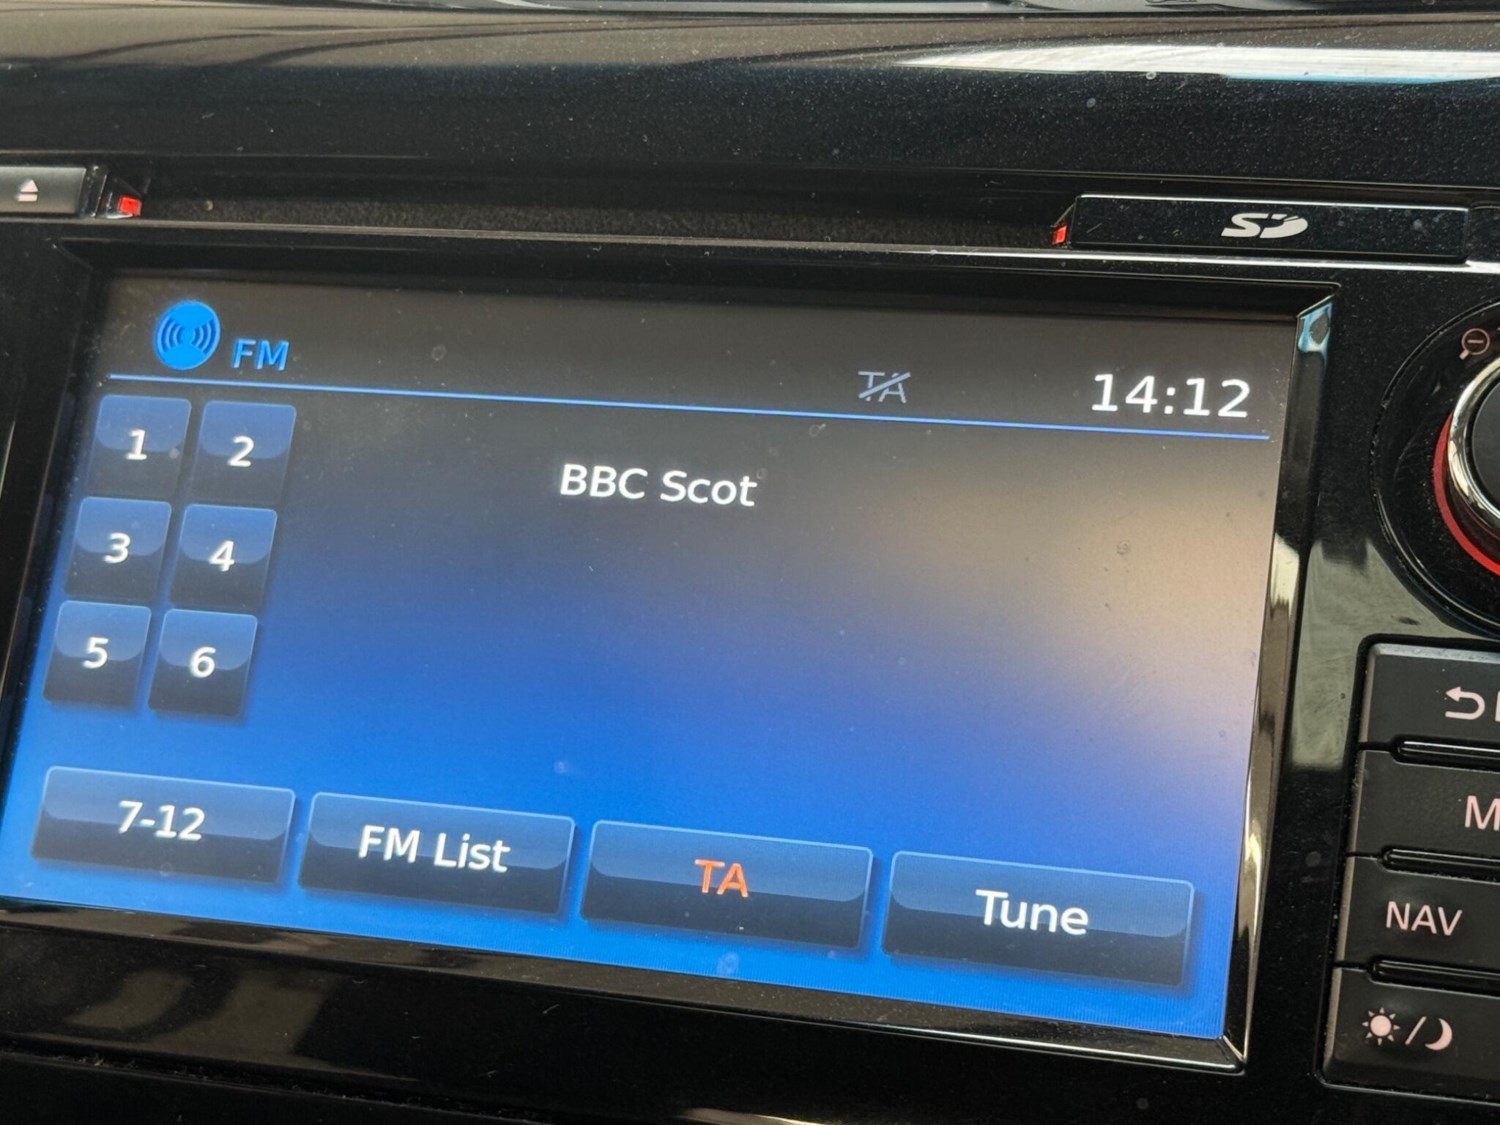 SD
FM
TA
14:12
1 2
BBC Scot
3 4
5 6
7-12 FM List TA Tune
NAV